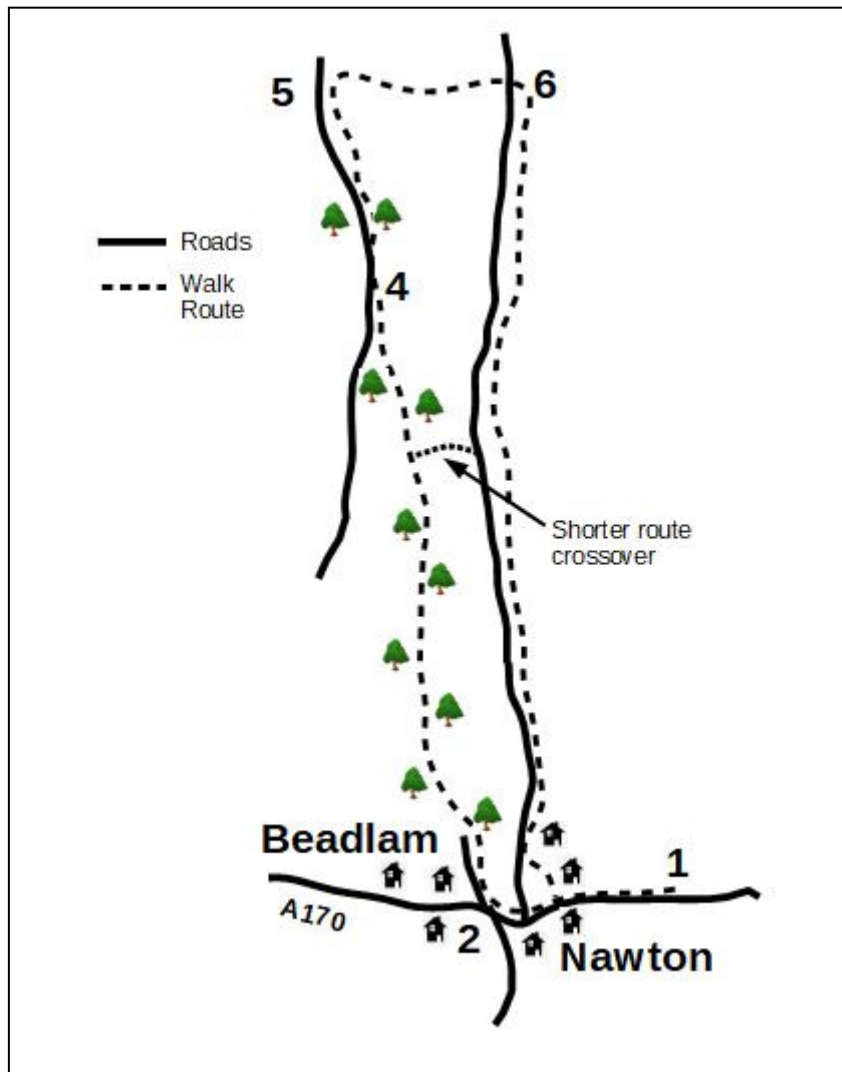 5
6
Roads
Walk
Route
4
Shorter route
crossover
Beadlam
1
A170
2
Nawton